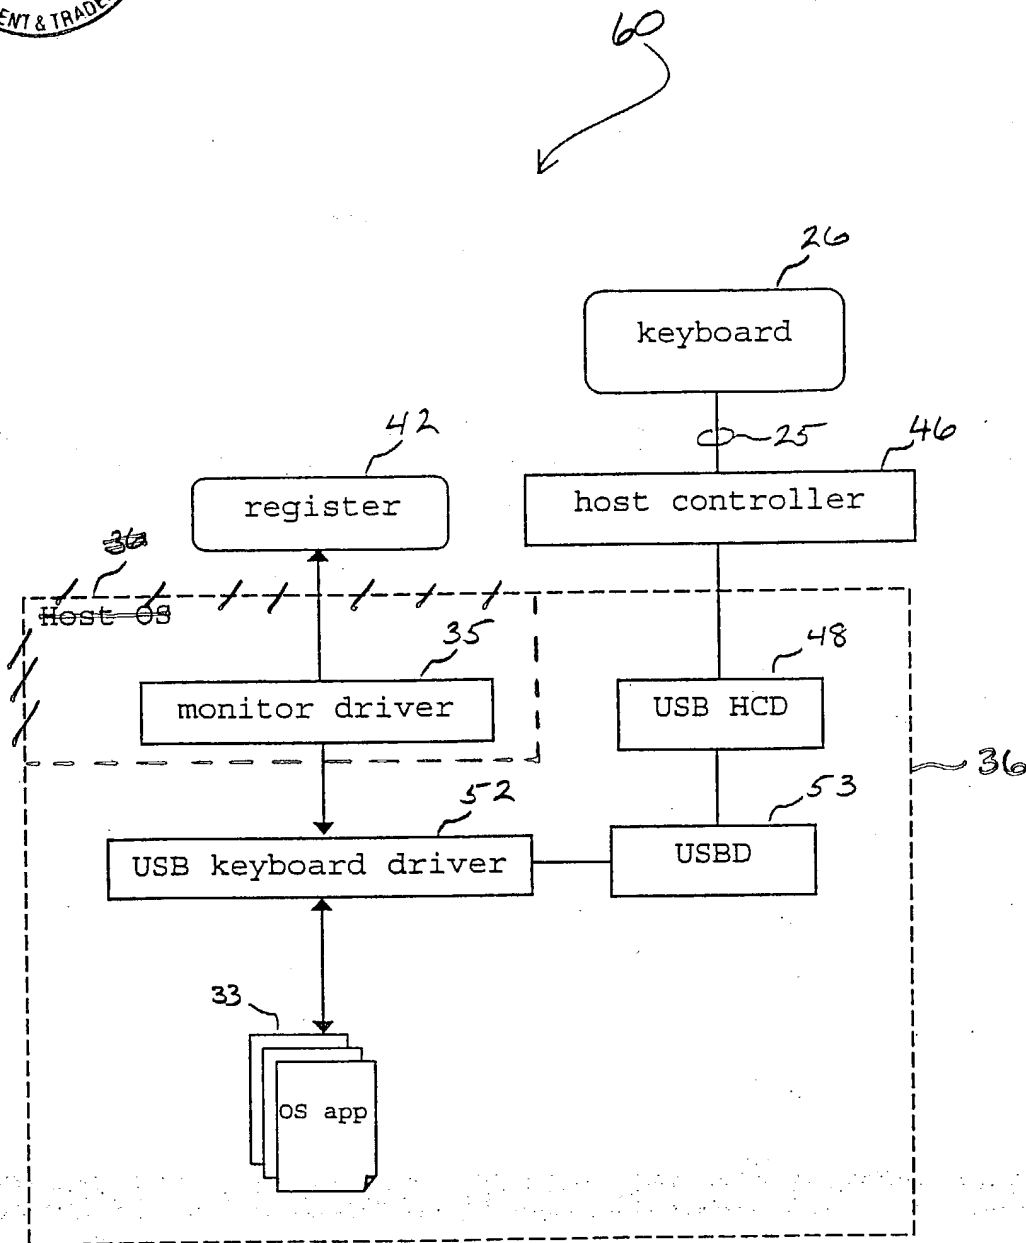 ENT & TRADE
60
26
keyboard
25
46
42
host controller
register
36
Host OS
35
48
monitor driver
USB HCD
36
52
53
USB keyboard driver
USBD
33
OS app